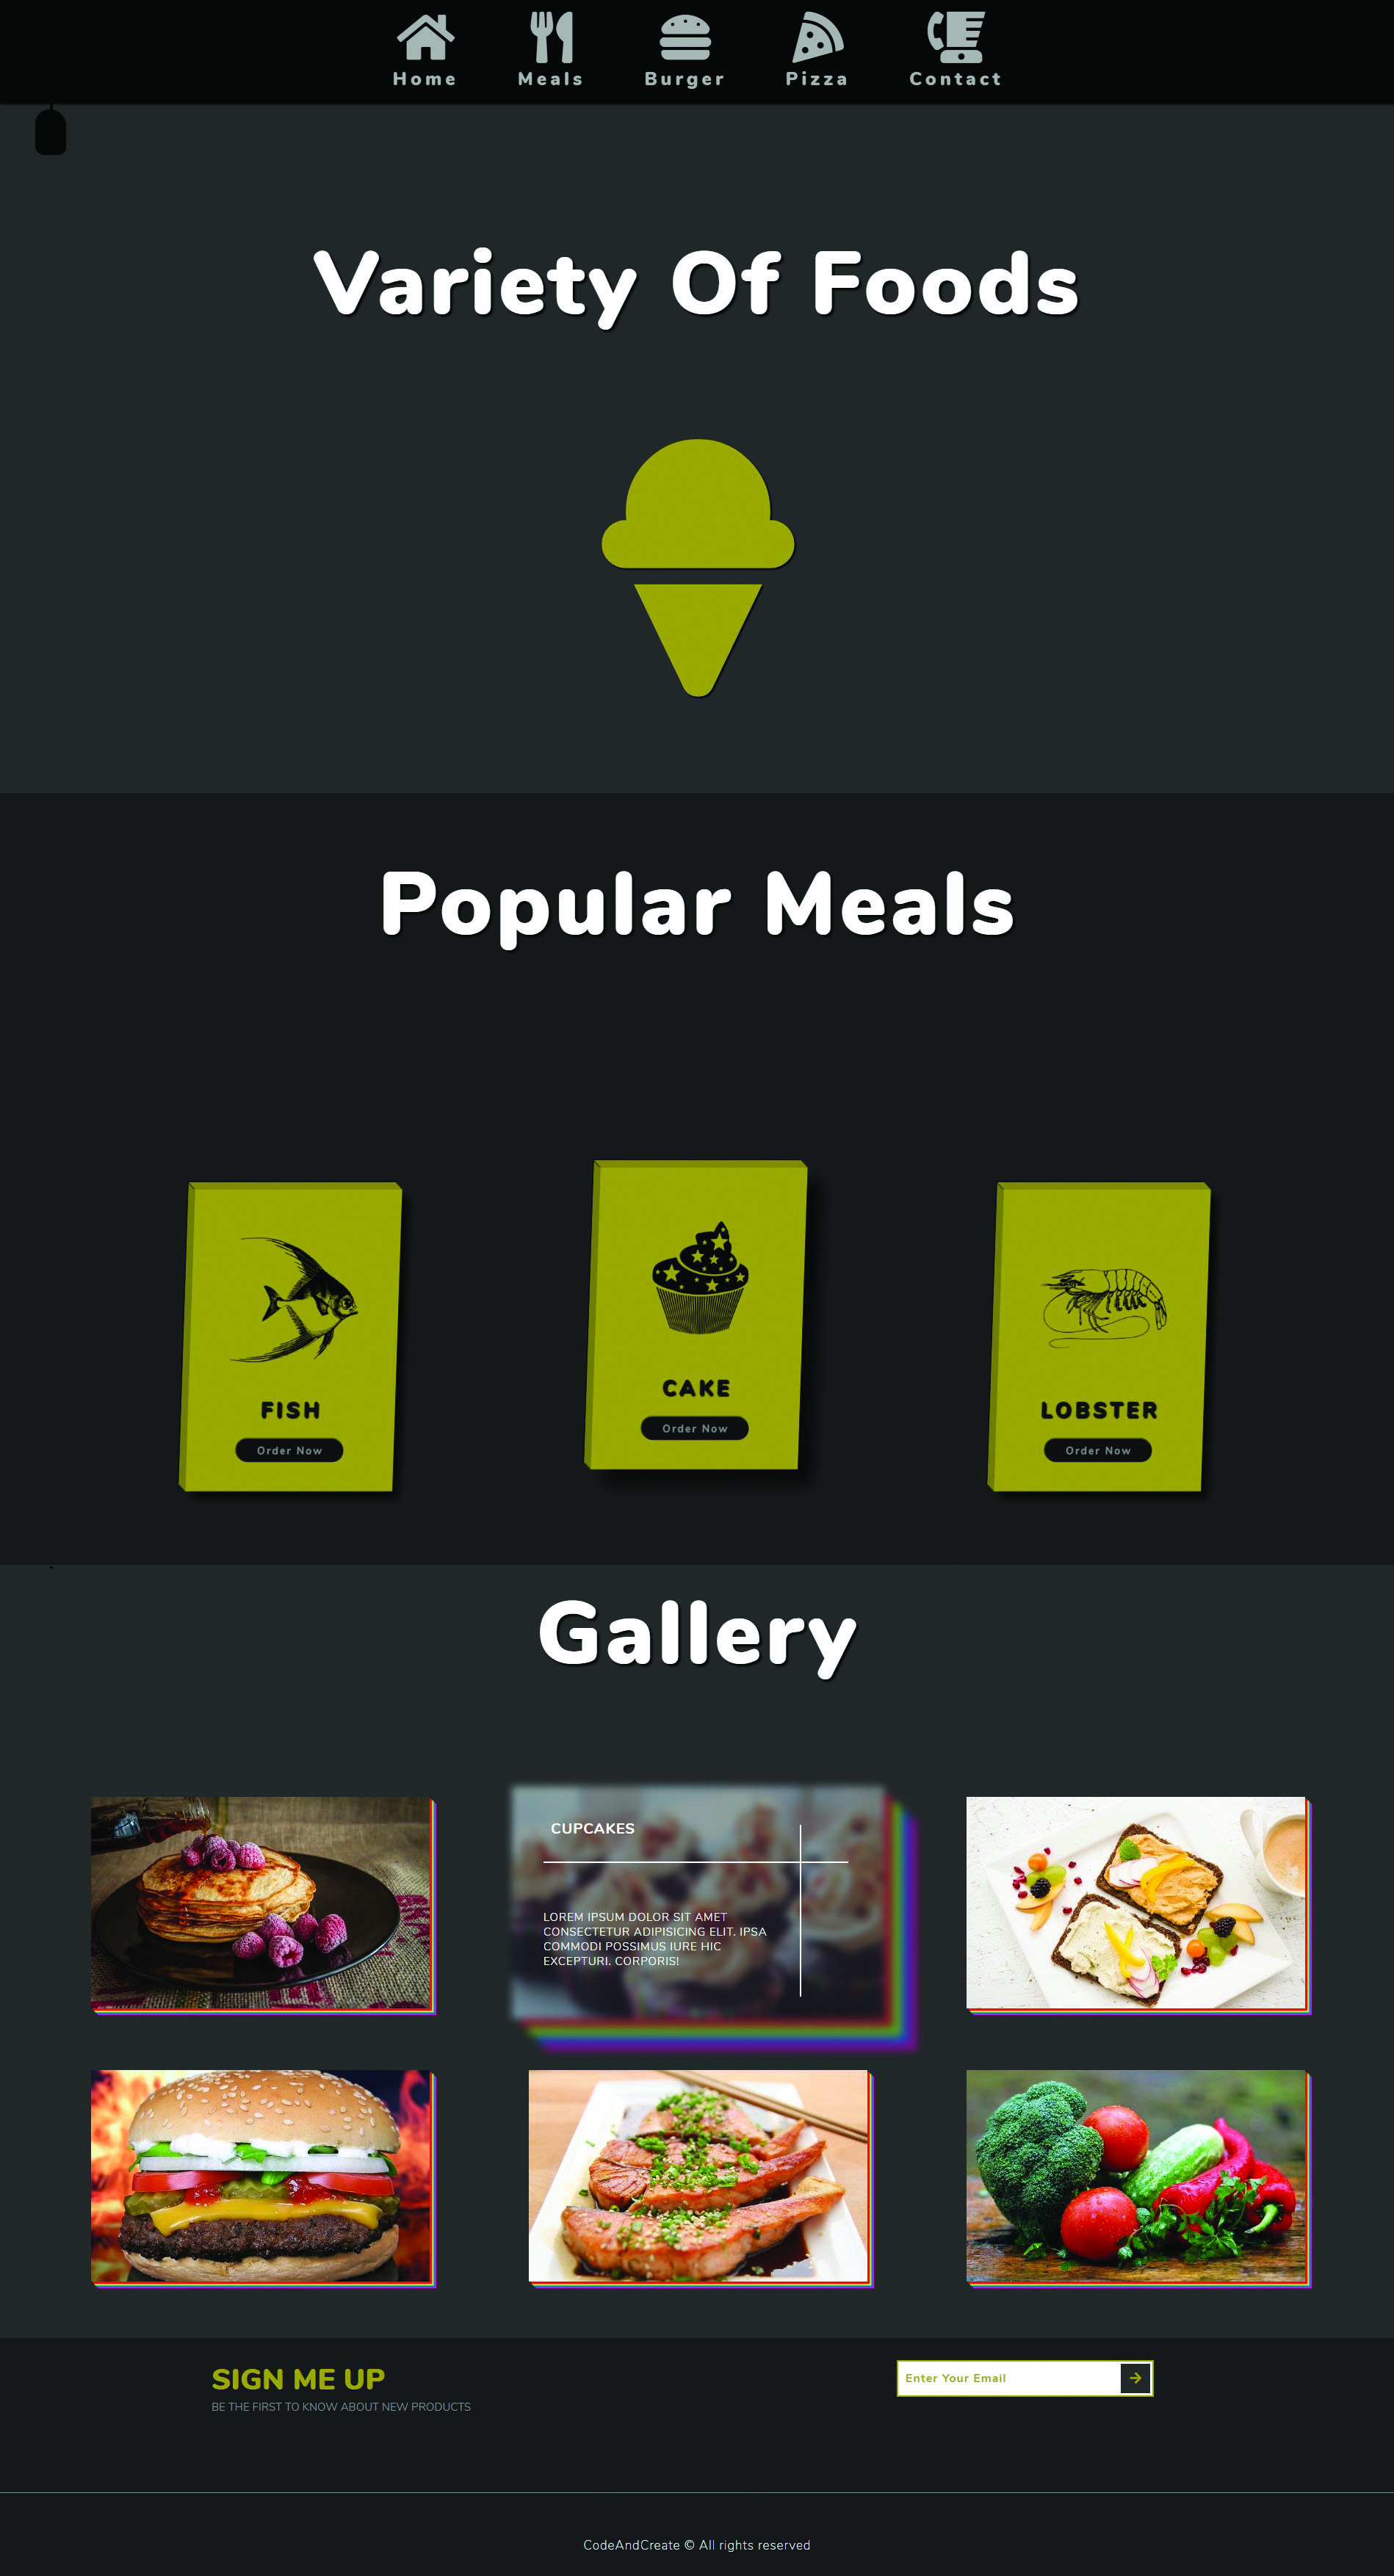 Home
Meals
Burger
Pizza
Contact
Variety Of Foods
Popular Meals
FISH
Order Now
CAKE
Order Now
LOBSTER
Order Now
Gallery
CUPCAKES
LOREM IPSUM DOLOR SIT AMET
CONSECTETUR ADIPISICING ELIT. IPSA
COMMODI POSSIMUS IURE HIC
EXCEPTURI. CORPORIS!
SIGN ME UP
BE THE FIRST TO KNOW ABOUT NEW PRODUCTS
Enter Your Email
CodeAndCreate © All rights reserved